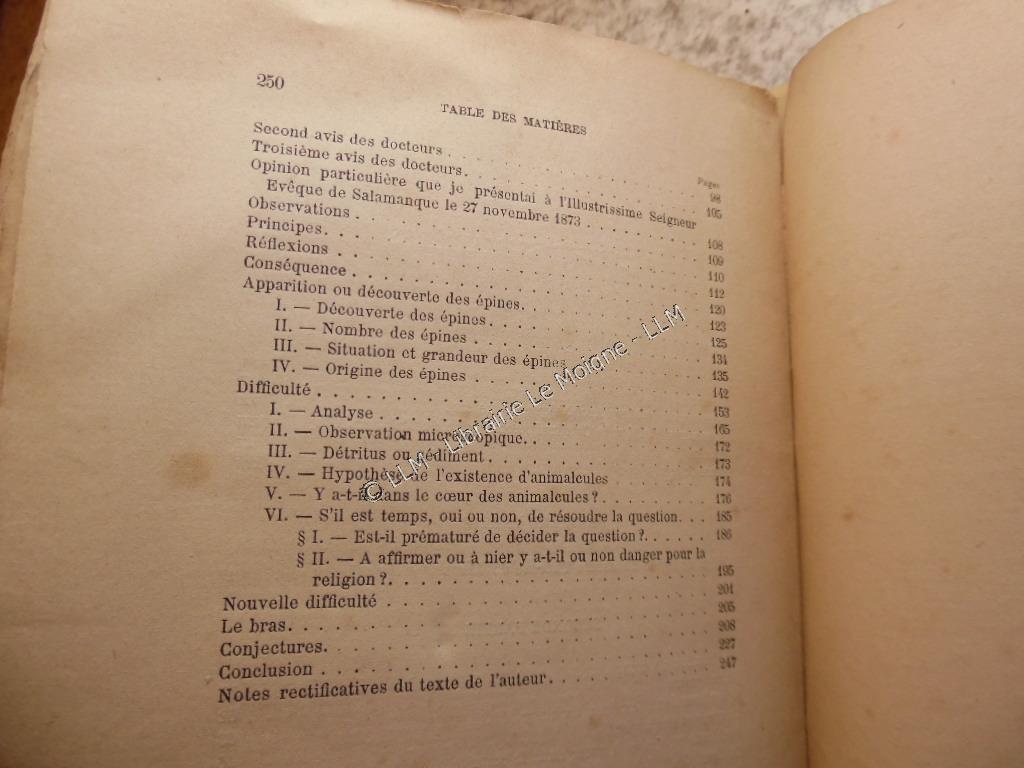 250
TABLE DES MATIÈRES
Pages
Second avis des docteurs . . . . . . . . . . 98
Troisième avis des docteurs. . . . . . . . . . 105
Opinion particulière que je présentai à l'Illustrissime Seigneur
Evêque de Salamanque le 27 novembre 1873 . . . . . . 108
Observations . . . . . . . . . . 109
Principes. . . . . . . . . . 110
Réflexions . . . . . . . . . . 112
Conséquence . . . . . . . . . . 120
Apparition ou découverte des épines. . . . . . . . . 123
I. — Découverte des épines . . . . . . . . . 125
II. — Nombre des épines . . . . . . . . . 134
III. — Situation et grandeur des épines . . . . . . 135
IV. — Origine des épines . . . . . . . . . 142
Difficulté . . . . . . . . . . 153
I. — Analyse . . . . . . . . . . 165
II. — Observation microscopique. . . . . . . . 172
III. — Détritus ou sédiment . . . . . . . . . 173
IV. — Hypothèse de l'existence d'animalcules . . . . . 174
V. — Y a-t-il dans le cœur des animalcules ? . . . . . 176
VI. — S'il est temps, oui ou non, de résoudre la question. . . 185
§ I. — Est-il prématuré de décider la question ?. . . . . . 186
§ II. — A affirmer ou à nier y a-t-il ou non danger pour la
religion ?. . . . . . . . . . 195
Nouvelle difficulté . . . . . . . . . . 201
Le bras. . . . . . . . . . 205
Conjectures. . . . . . . . . . 208
Conclusion . . . . . . . . . . 227
Notes rectificatives du texte de l'auteur. . . . . . . . 247
© LLM - Librairie Le Moigne - LLM